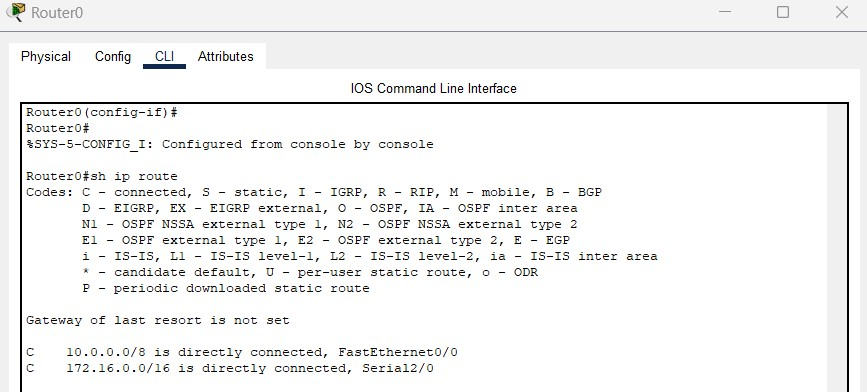 Router0
Physical Config CLI Attributes
IOS Command Line Interface
Router0(config-if)#
Router0#
%SYS-5-CONFIG_I: Configured from console by console
Router0#sh ip route
Codes: C - connected, S - static, I - IGRP, R - RIP, M - mobile, B - BGP
D - EIGRP, EX - EIGRP external, O - OSPF, IA - OSPF inter area
N1 - OSPF NSSA external type 1, N2 - OSPF NSSA external type 2
E1 - OSPF external type 1, E2 - OSPF external type 2, E - EGP
i - IS-IS, L1 - IS-IS level-1, L2 - IS-IS level-2, ia - IS-IS inter area
* - candidate default, U - per-user static route, o - ODR
P - periodic downloaded static route
Gateway of last resort is not set
C 10.0.0.0/8 is directly connected, FastEthernet0/0
C 172.16.0.0/16 is directly connected, Serial2/0